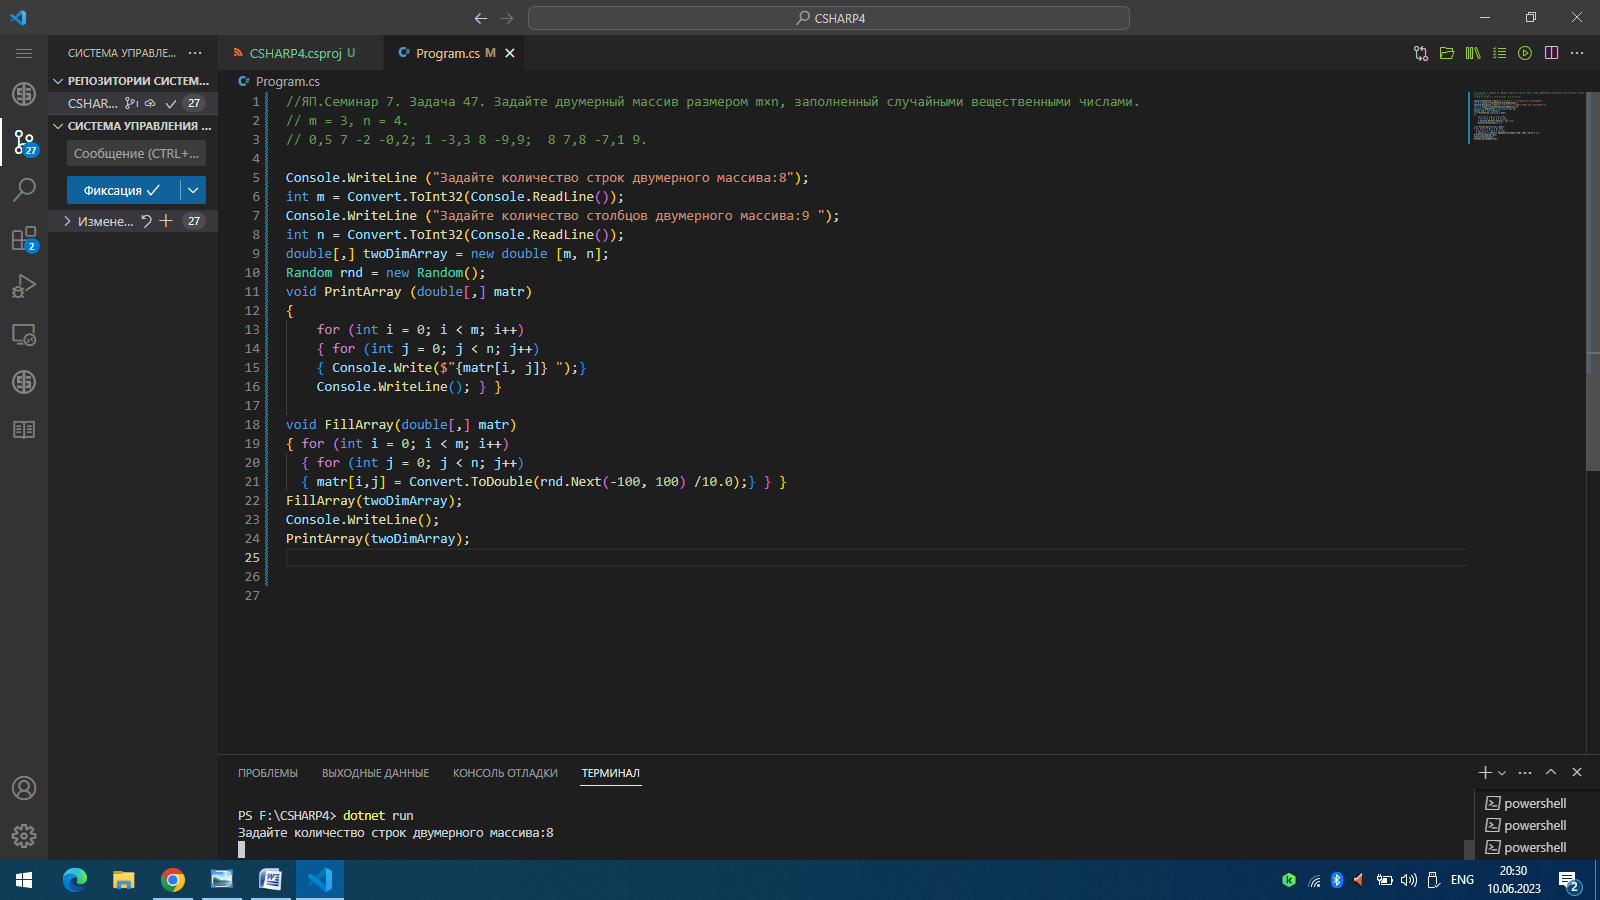 CSHARP4
СИСТЕМА УПРАВЛЕ... ···
CSHARP4.csproj U
C# Program.cs M
РЕПОЗИТОРИИ СИСТЕМ...
CSHAR... 27
СИСТЕМА УПРАВЛЕНИЯ ...
Сообщение (CTRL+...
Фиксация
Измене... 27
27
2
C# Program.cs
1 //ЯП.Семинар 7. Задача 47. Задайте двумерный массив размером m×n, заполненный случайными вещественными числами.
2 // m = 3, n = 4.
3 // 0,5 7 -2 -0,2; 1 -3,3 8 -9,9;  8 7,8 -7,1 9.
4
5 Console.WriteLine ("Задайте количество строк двумерного массива:8");
6 int m = Convert.ToInt32(Console.ReadLine());
7 Console.WriteLine ("Задайте количество столбцов двумерного массива:9 ");
8 int n = Convert.ToInt32(Console.ReadLine());
9 double[,] twoDimArray = new double [m, n];
10 Random rnd = new Random();
11 void PrintArray (double[,] matr)
12 {
13     for (int i = 0; i < m; i++)
14     { for (int j = 0; j < n; j++)
15     { Console.Write($"{matr[i, j]} ");}
16     Console.WriteLine(); } }
17
18 void FillArray(double[,] matr)
19 { for (int i = 0; i < m; i++)
20   { for (int j = 0; j < n; j++)
21   { matr[i,j] = Convert.ToDouble(rnd.Next(-100, 100) /10.0);} } }
22 FillArray(twoDimArray);
23 Console.WriteLine();
24 PrintArray(twoDimArray);
25
26
27
ПРОБЛЕМЫ ВЫХОДНЫЕ ДАННЫЕ КОНСОЛЬ ОТЛАДКИ ТЕРМИНАЛ
PS F:\CSHARP4> dotnet run
Задайте количество строк двумерного массива:8
powershell
powershell
powershell
ENG
20:30
10.06.2023
2